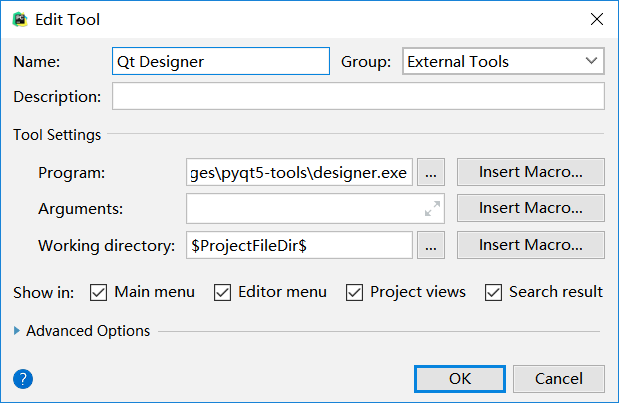 Edit Tool
Name: Qt Designer Group: External Tools
Description:
Tool Settings
Program: ges\pyqt5-tools\designer.exe ... Insert Macro...
Arguments: Insert Macro...
Working directory: $ProjectFileDir$ ... Insert Macro...
Show in: Main menu Editor menu Project views Search result
Advanced Options
? OK Cancel